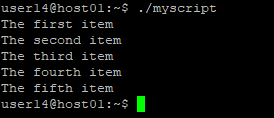 user14@host01:~$ ./myscript
The first item
The second item
The third item
The fourth item
The fifth item
user14@host01:~$